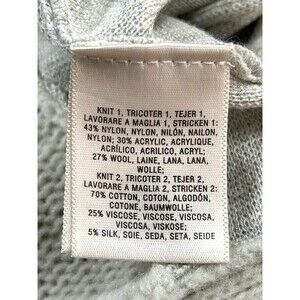 KNIT 1, TRICOTER 1, TEJER 1,
LAVORARE A MAGLIA 1, STRICKEN 1:
43% NYLON, NYLON, NILÓN, NAILON,
NYLON; 30% ACRYLIC, ACRYLIQUE,
ACRÍLICO, ACRILICO, ACRYL;
27% WOOL, LAINE, LANA, LANA,
WOLLE;
KNIT 2, TRICOTER 2, TEJER 2,
LAVORARE A MAGLIA 2, STRICKEN 2:
70% COTTON, COTON, ALGODÓN,
COTONE, BAUMWOLLE;
25% VISCOSE, VISCOSE, VISCOSA,
VISCOSA, VISKOSE;
5% SILK, SOIE, SEDA, SETA, SEIDE